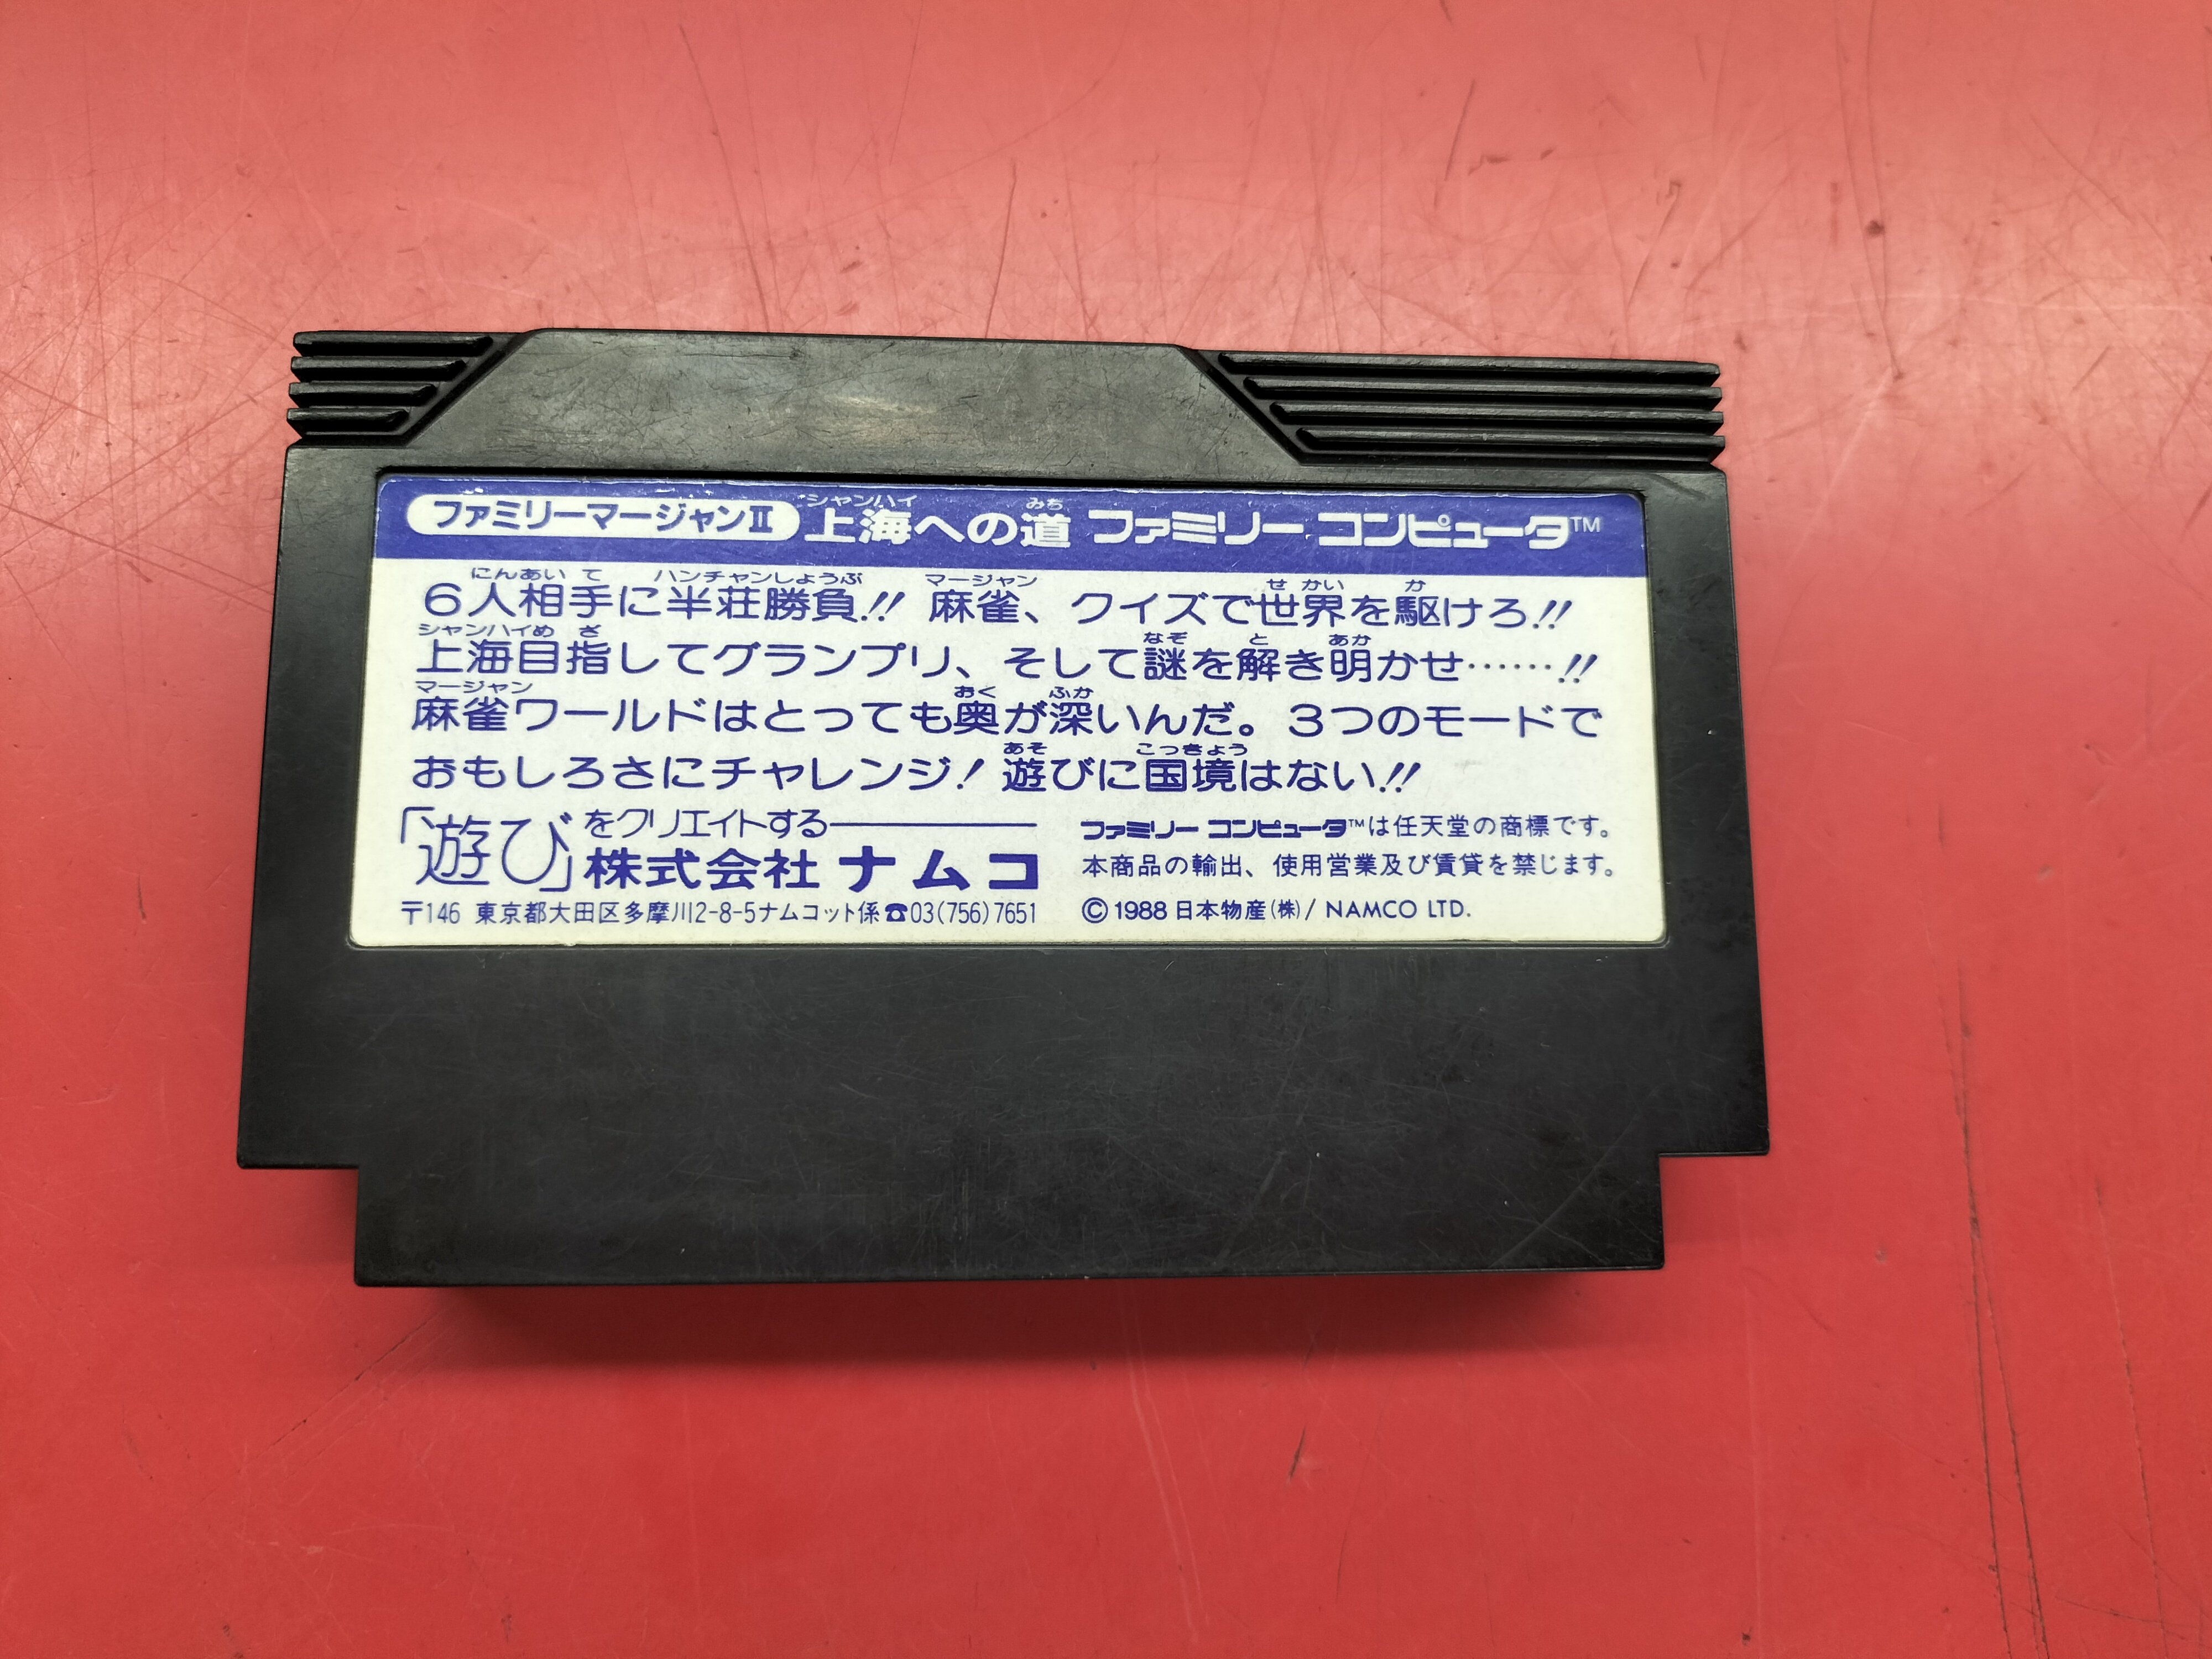 ファミリーマージャンⅡ 上海への道 ファミリー コンピュータ™
シャンハイ みち
にんあい て ハンチャンしょうぶ マージャン せ かい か
6人相手に半荘勝負!! 麻雀、クイズで世界を駆けろ!!
シャンハイめ ざ なぞ と あか
上海目指してグランプリ、そして謎を解き明かせ……!!
マージャン おく ふか
麻雀ワールドはとっても奥が深いんだ。3つのモードで
あそ こっきょう
おもしろさにチャレンジ! 遊びに国境はない!!
「遊び」をクリエイトする
株式会社 ナムコ
〒146 東京都大田区多摩川2-8-5ナムコット係☎03(756)7651
ファミリー コンピュータ™は任天堂の商標です。
本商品の輸出、使用営業及び賃貸を禁じます。
©1988 日本物産(株)/ NAMCO LTD.